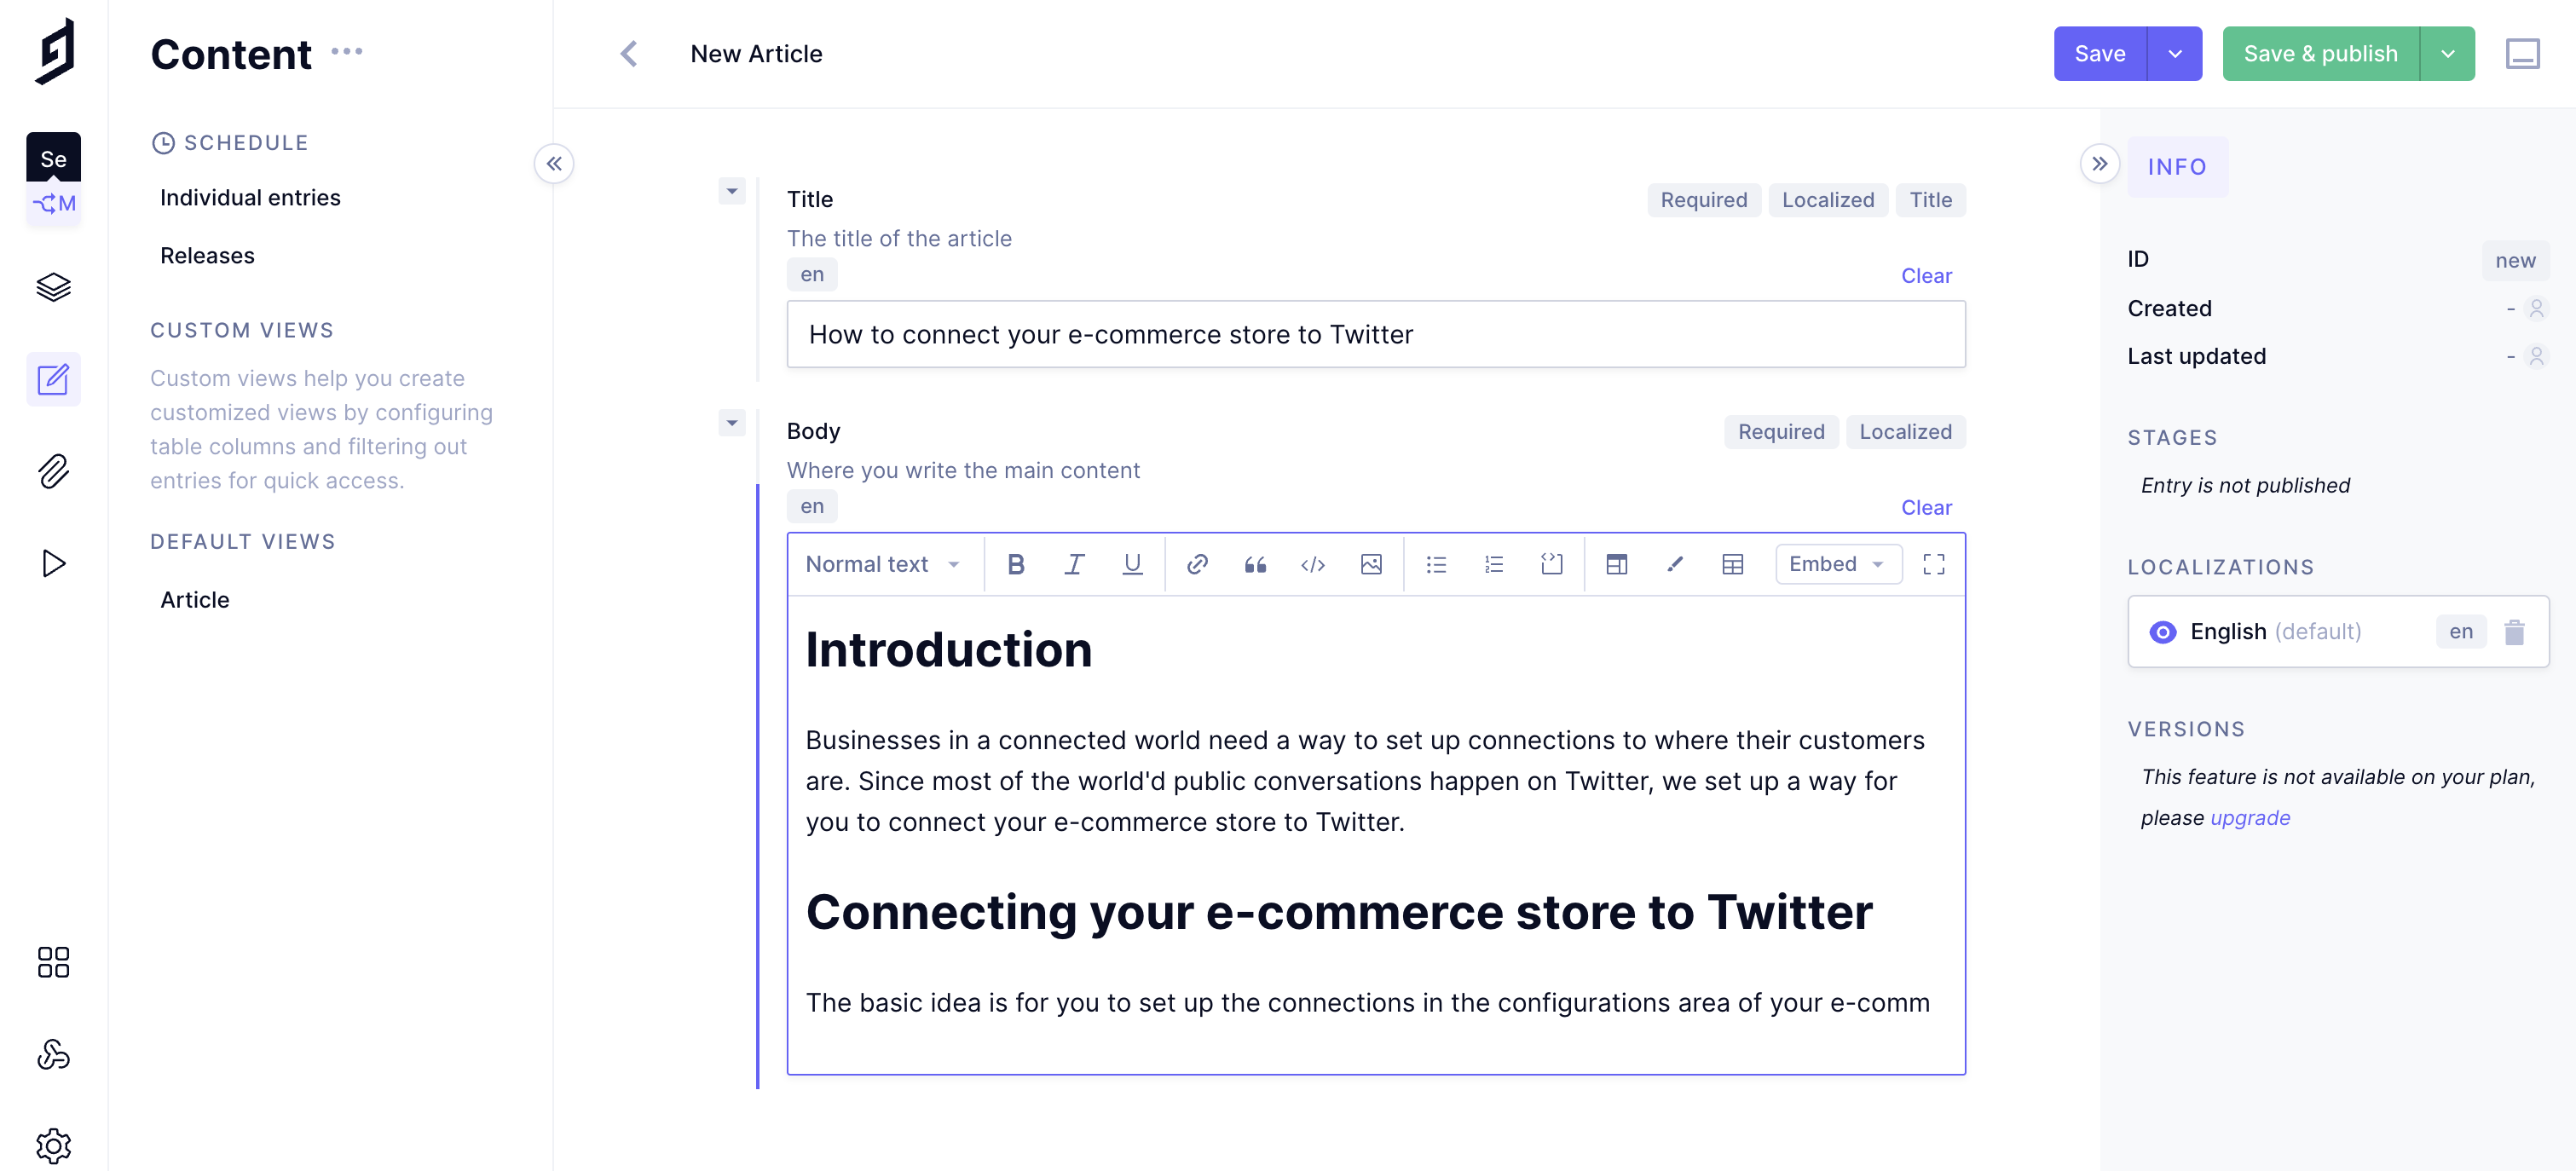 Content
Se
M
SCHEDULE
Individual entries
Releases
CUSTOM VIEWS
Custom views help you create
customized views by configuring
table columns and filtering out
entries for quick access.
DEFAULT VIEWS
Article
New Article
Save
Save & publish
Title
Required
Localized
Title
The title of the article
en
Clear
How to connect your e-commerce store to Twitter
Body
Required
Localized
Where you write the main content
en
Clear
Normal text
B I U
Embed
Introduction
Businesses in a connected world need a way to set up connections to where their customers
are. Since most of the world'd public conversations happen on Twitter, we set up a way for
you to connect your e-commerce store to Twitter.
Connecting your e-commerce store to Twitter
The basic idea is for you to set up the connections in the configurations area of your e-comm
INFO
ID
new
Created
-
Last updated
-
STAGES
Entry is not published
LOCALIZATIONS
English (default)
en
VERSIONS
This feature is not available on your plan,
please upgrade